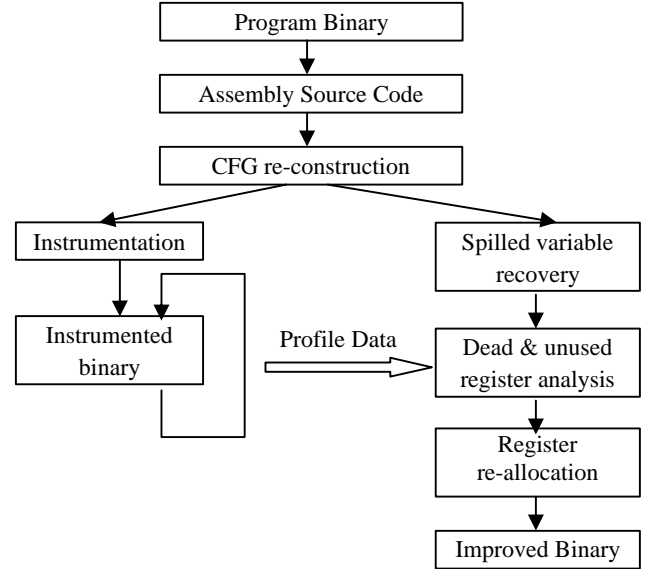 Program Binary
Assembly Source Code
CFG re-construction
Instrumentation
Spilled variable
recovery
Instrumented
binary
Profile Data
Dead & unused
register analysis
Register
re-allocation
Improved Binary